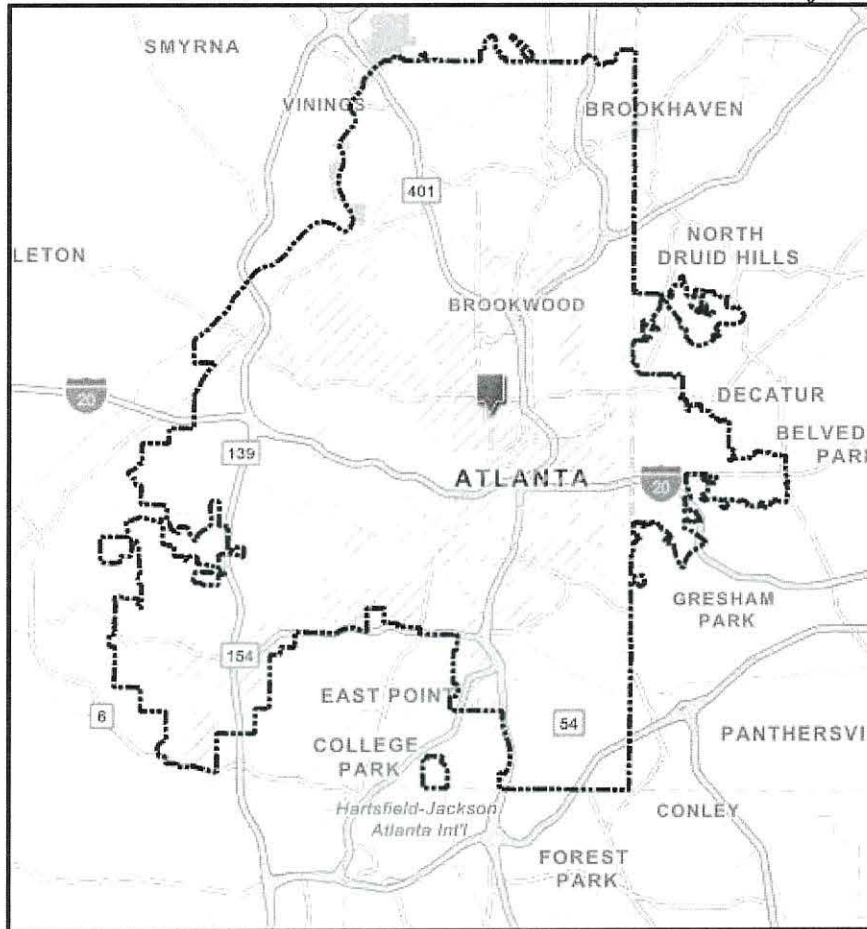 SMYRNA
VININGS
BROOKHAVEN
401
NORTH
DRUID HILLS
LETON
BROOKWOOD
20
DECATUR
BELVED
PARK
139
ATLANTA
20
GRESHAM
PARK
154
EAST POINT
6
54
PANTHERSVI
COLLEGE
PARK
Hartsfield-Jackson
Atlanta Int'l
CONLEY
FOREST
PARK